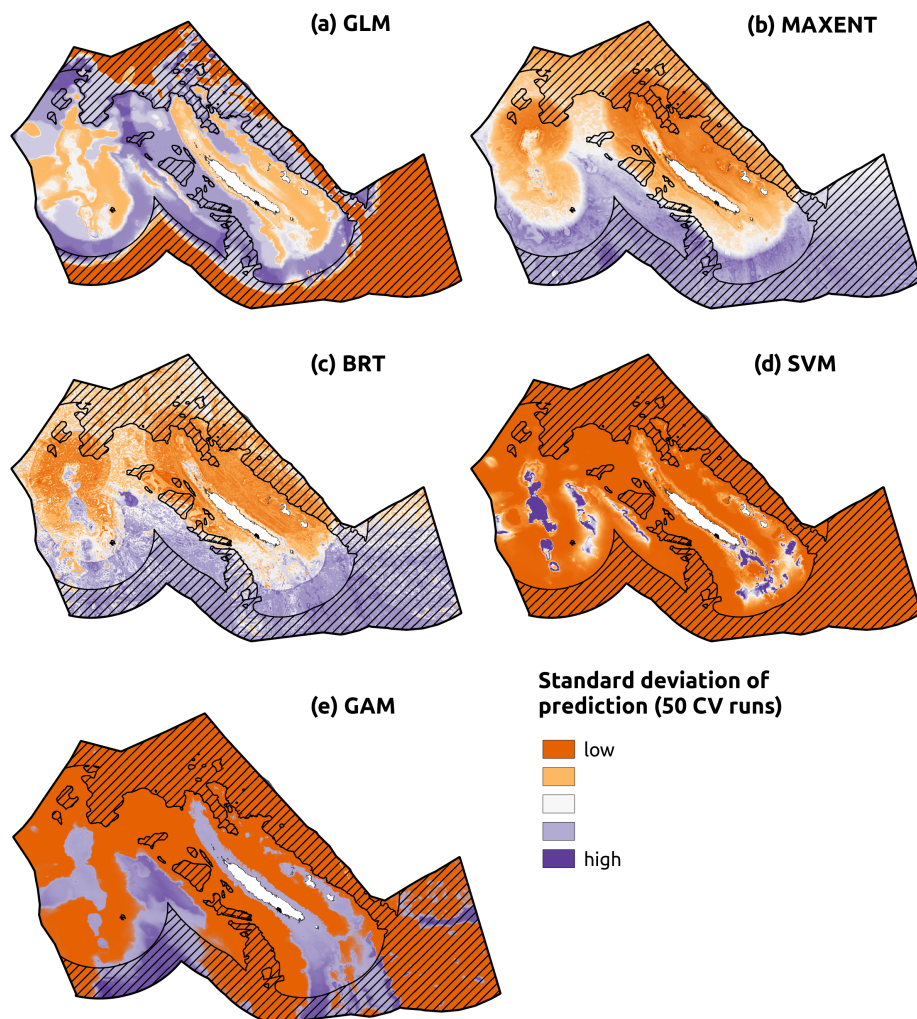 (a) GLM
(b) MAXENT
(c) BRT
(d) SVM
(e) GAM
Standard deviation of
prediction (50 CV runs)
low
high